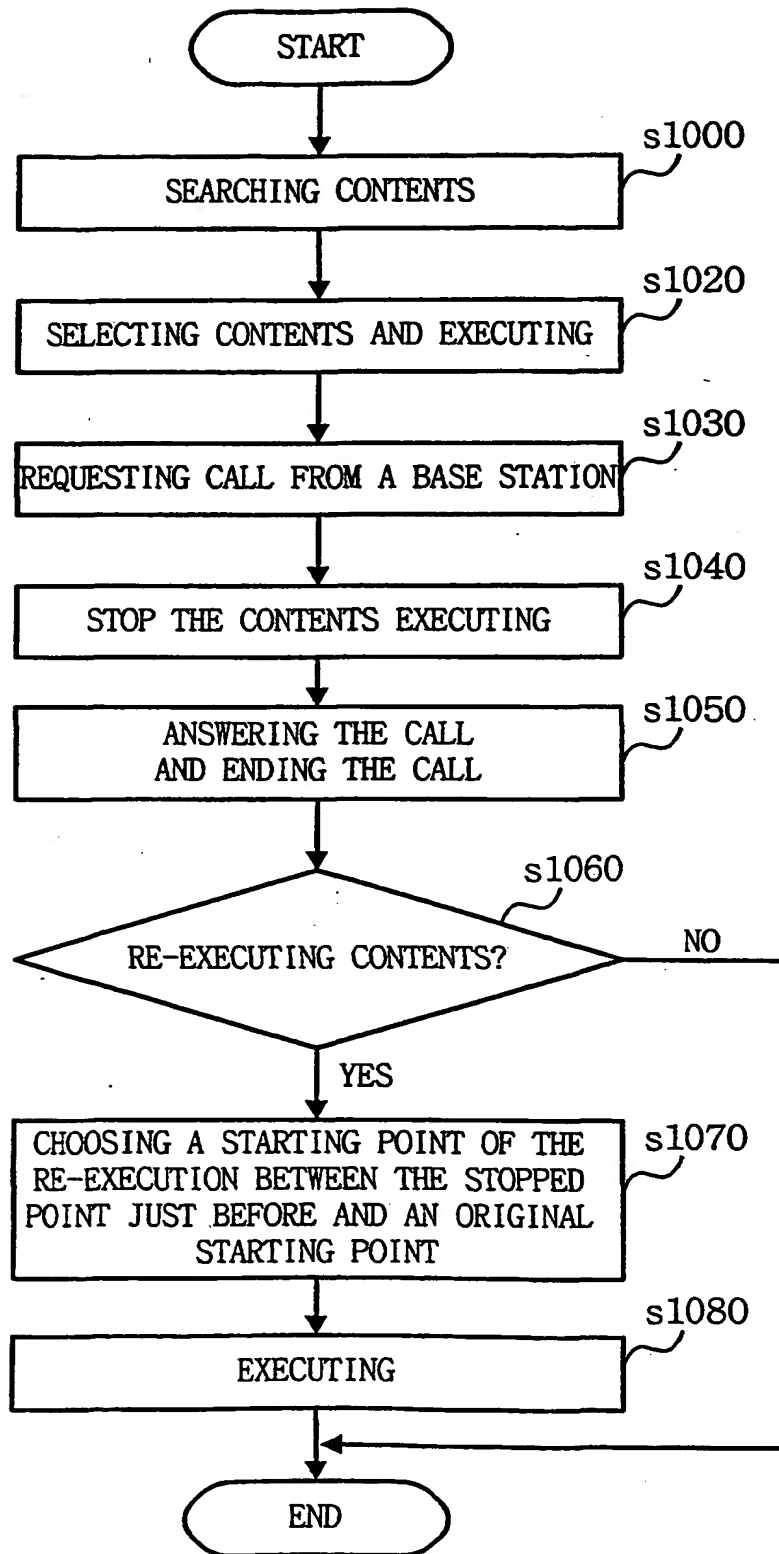 START
s1000
SEARCHING CONTENTS
s1020
SELECTING CONTENTS AND EXECUTING
s1030
REQUESTING CALL FROM A BASE STATION
s1040
STOP THE CONTENTS EXECUTING
s1050
ANSWERING THE CALL
AND ENDING THE CALL
s1060
RE-EXECUTING CONTENTS?
NO
YES
s1070
CHOOSING A STARTING POINT OF THE
RE-EXECUTION BETWEEN THE STOPPED
POINT JUST BEFORE AND AN ORIGINAL
STARTING POINT
s1080
EXECUTING
END